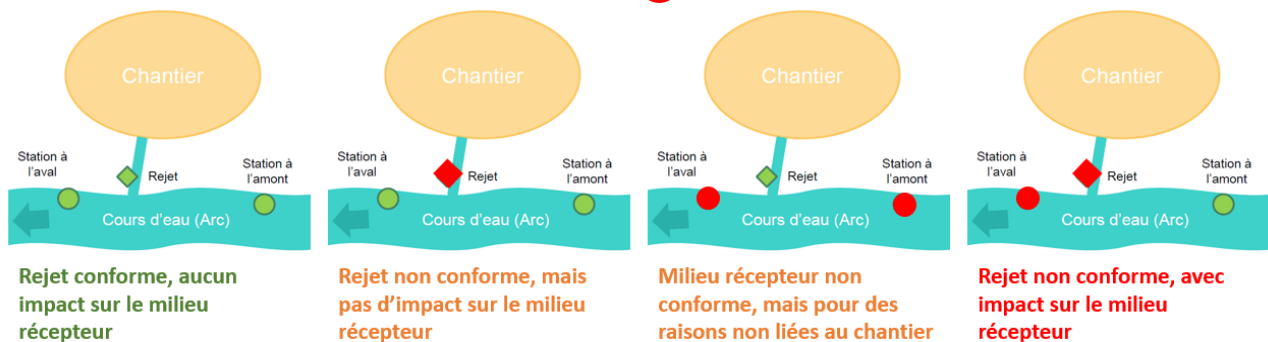 Chantier
Station à
l'aval
Rejet
Station à
l'amont
Cours d'eau (Arc)
Rejet conforme, aucun
impact sur le milieu
récepteur
Chantier
Station à
l'aval
Rejet
Station à
l'amont
Cours d'eau (Arc)
Rejet non conforme, mais
pas d'impact sur le milieu
récepteur
Chantier
Station à
l'aval
Rejet
Station à
l'amont
Cours d'eau (Arc)
Milieu récepteur non
conforme, mais pour des
raisons non liées au chantier
Chantier
Station à
l'aval
Rejet
Station à
l'amont
Cours d'eau (Arc)
Rejet non conforme, avec
impact sur le milieu
récepteur